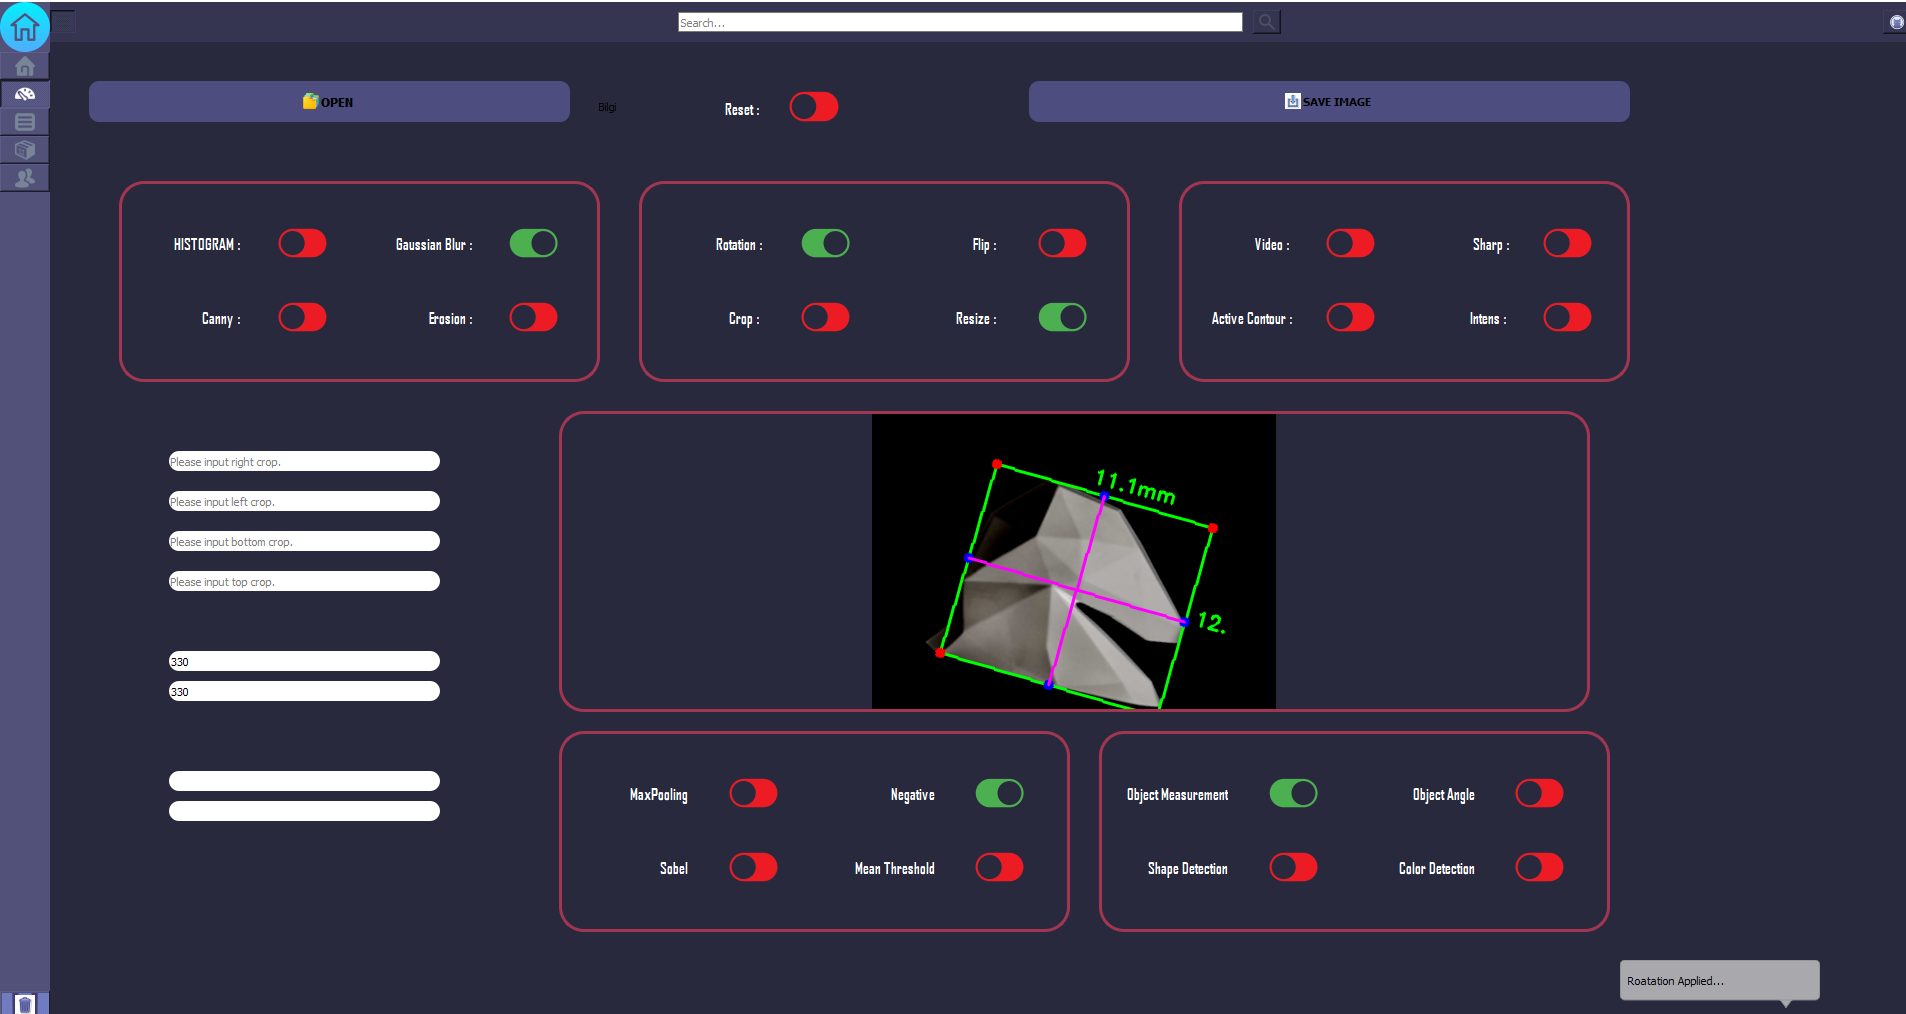 Search...
OPEN
Bilgi
Reset :
SAVE IMAGE
HISTOGRAM :
Gaussian Blur :
Canny :
Erosion :
Rotation :
Flip :
Crop :
Resize :
Video :
Sharp :
Active Contour :
Intens :
Please input right crop.
Please input left crop.
Please input bottom crop.
Please input top crop.
330
330
11.1mm
12.
MaxPooling
Negative
Sobel
Mean Threshold
Object Measurement
Object Angle
Shape Detection
Color Detection
Roatation Applied...